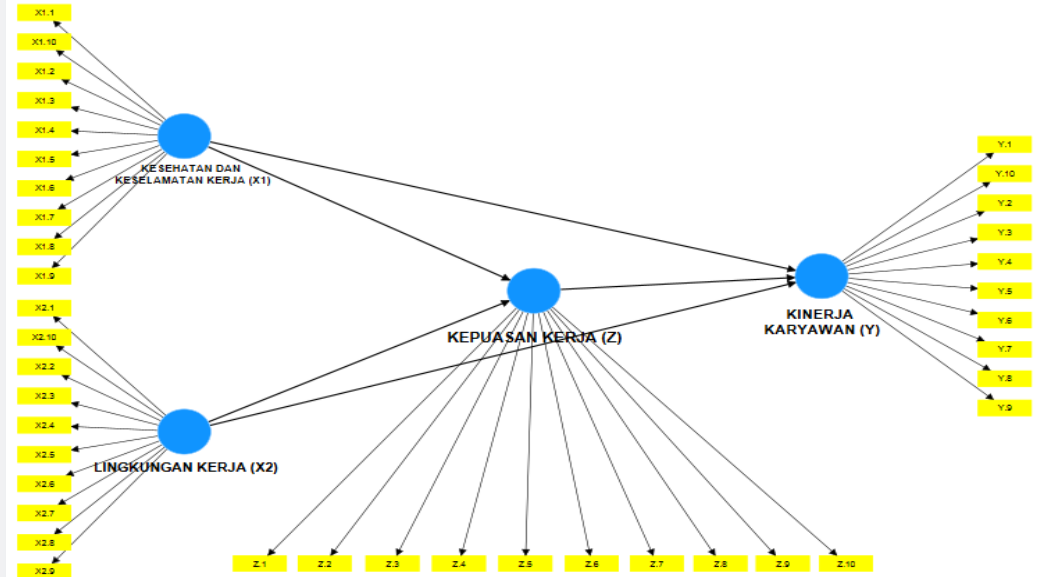 X1.1
X1.10
X1.2
X1.3
X1.4
X1.5
X1.6
X1.7
X1.8
X1.9
KESEHATAN DAN
KESELAMATAN KERJA (X1)
X2.1
X2.10
X2.2
X2.3
X2.4
X2.5
X2.6
X2.7
X2.8
X2.9
LINGKUNGAN KERJA (X2)
KEPUASAN KERJA (Z)
Z.1
Z.2
Z.3
Z.4
Z.5
Z.6
Z.7
Z.8
Z.9
Z.10
KINERJA
KARYAWAN (Y)
Y.1
Y.10
Y.2
Y.3
Y.4
Y.5
Y.6
Y.7
Y.8
Y.9